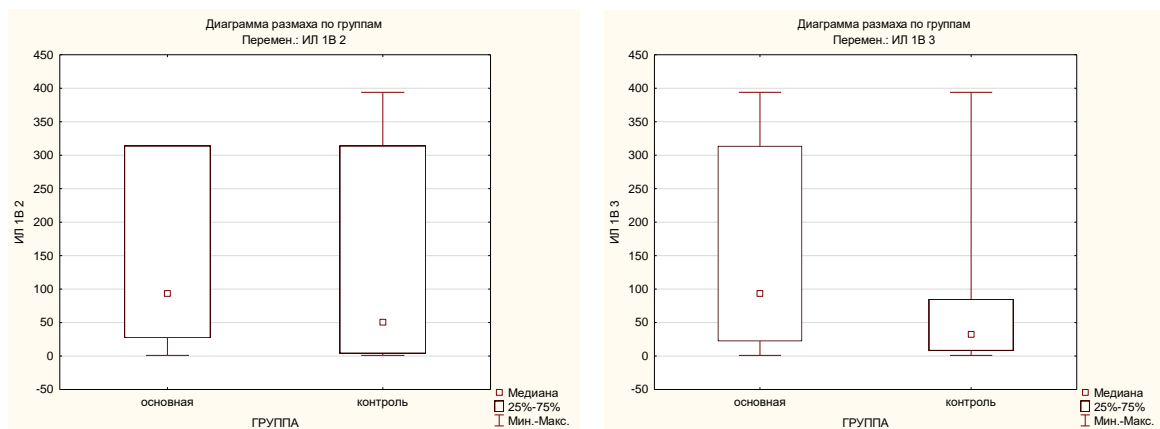 Диаграмма размаха по группам
Перемен.: ИЛ 1В 2
450
400
350
300
250
200
150
100
50
0
-50
ИЛ 1В 2
основная
контроль
ГРУППА
Медиана
25%-75%
Мин.-Макс.
Диаграмма размаха по группам
Перемен.: ИЛ 1В 3
450
400
350
300
250
200
150
100
50
0
-50
ИЛ 1В 3
основная
контроль
ГРУППА
Медиана
25%-75%
Мин.-Макс.